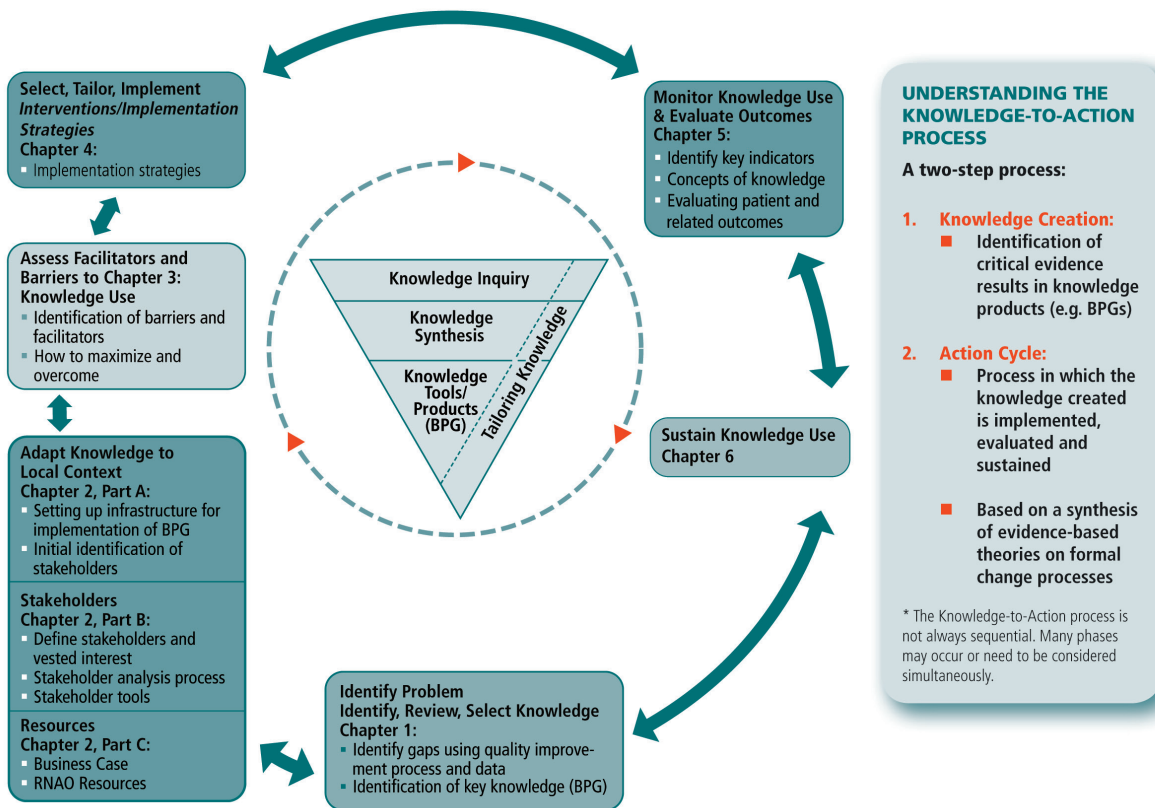 Select, Tailor, Implement
Interventions/Implementation
Strategies
Chapter 4:
Implementation strategies
Assess Facilitators and
Barriers to Chapter 3:
Knowledge Use
Identification of barriers and
facilitators
How to maximize and
overcome
Adapt Knowledge to
Local Context
Chapter 2, Part A:
Setting up infrastructure for
implementation of BPG
Initial identification of
stakeholders
Stakeholders
Chapter 2, Part B:
Define stakeholders and
vested interest
Stakeholder analysis process
Stakeholder tools
Resources
Chapter 2, Part C:
Business Case
RNAO Resources
Identify Problem
Identify, Review, Select Knowledge
Chapter 1:
Identify gaps using quality improve-
ment process and data
Identification of key knowledge (BPG)
Knowledge Inquiry
Knowledge
Synthesis
Knowledge
Tools/
Products
(BPG)
Tailoring Knowledge
Monitor Knowledge Use
& Evaluate Outcomes
Chapter 5:
Identify key indicators
Concepts of knowledge
Evaluating patient and
related outcomes
Sustain Knowledge Use
Chapter 6
UNDERSTANDING THE
KNOWLEDGE-TO-ACTION
PROCESS
A two-step process:
1. Knowledge Creation:
Identification of
critical evidence
results in knowledge
products (e.g. BPGs)
2. Action Cycle:
Process in which the
knowledge created
is implemented,
evaluated and
sustained
Based on a synthesis
of evidence-based
theories on formal
change processes
* The Knowledge-to-Action process is
not always sequential. Many phases
may occur or need to be considered
simultaneously.